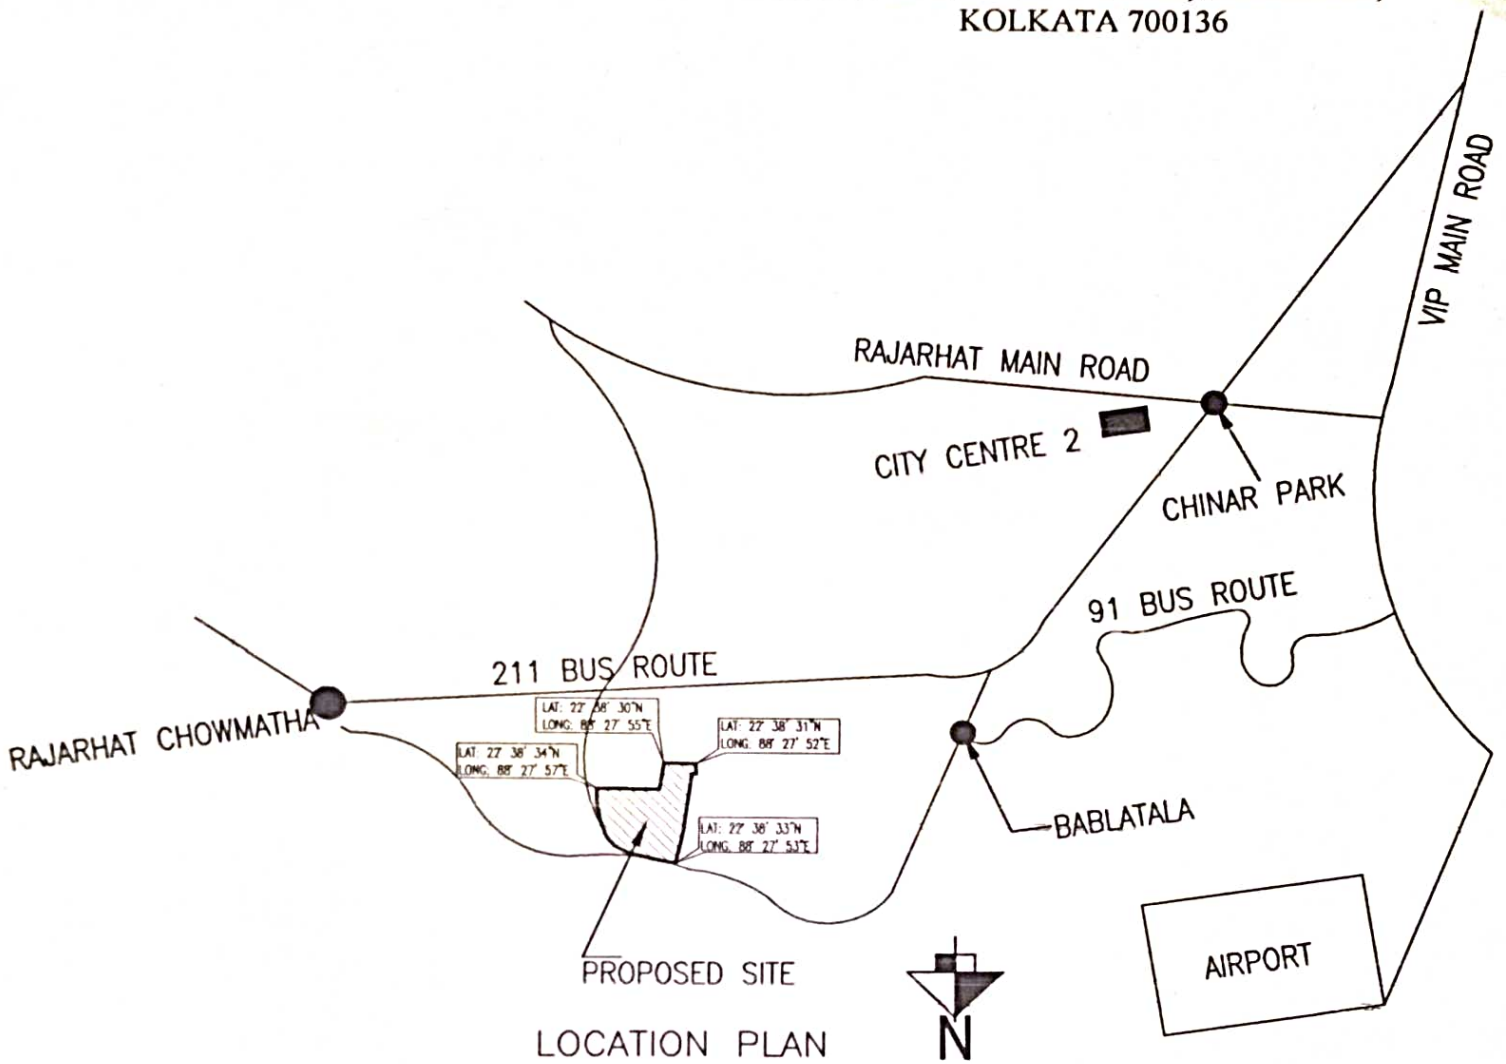 KOLKATA 700136
VIP MAIN ROAD
RAJARHAT MAIN ROAD
CITY CENTRE 2
CHINAR PARK
91 BUS ROUTE
211 BUS ROUTE
RAJARHAT CHOWMATHA
LAT: 22° 38' 30"N
LONG: 88° 27' 55"E
LAT: 22° 38' 31"N
LONG: 88° 27' 52"E
LAT: 22° 38' 34"N
LONG: 88° 27' 57"E
LAT: 22° 38' 33"N
LONG: 88° 27' 53"E
BABLATALA
PROPOSED SITE
AIRPORT
N
LOCATION PLAN